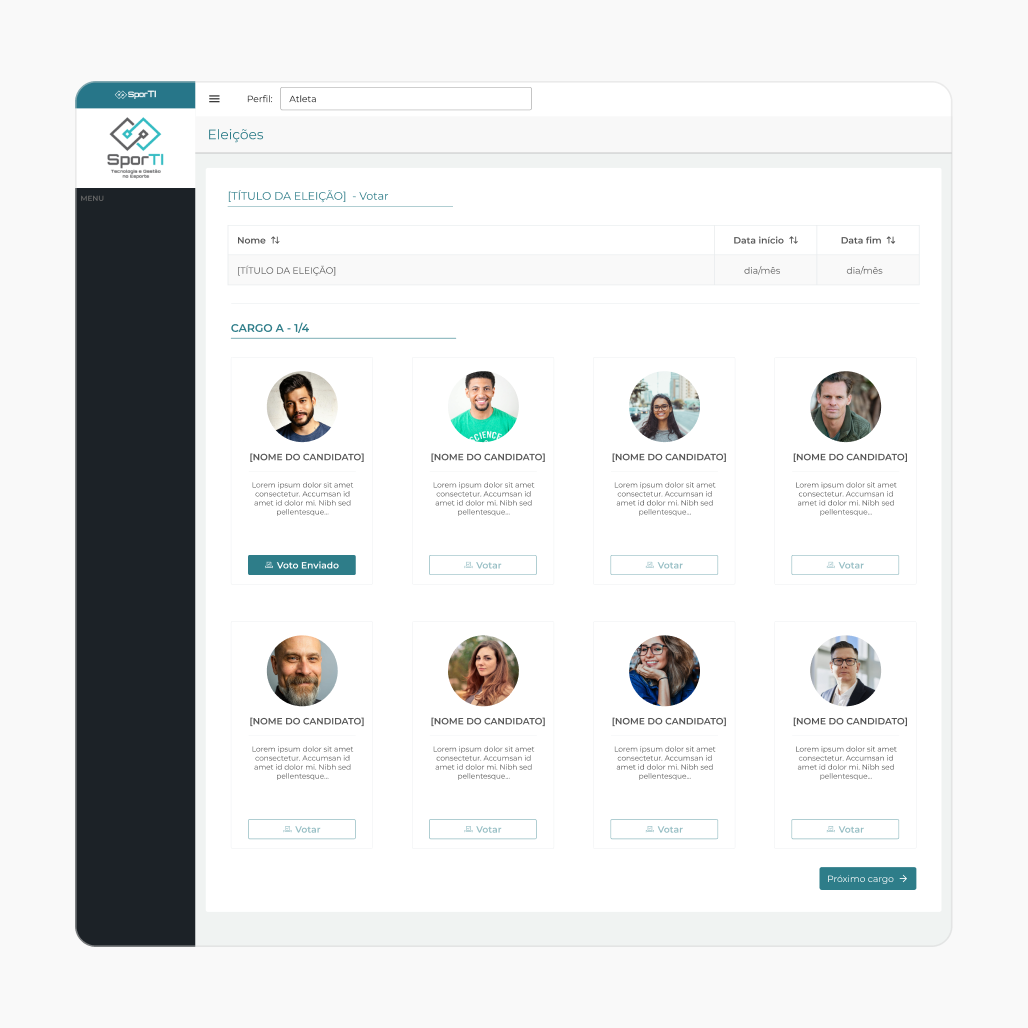 SporTI
Perfil:
Atleta
SporTI
Tecnologia e Gestão
no Esporte
Eleições
MENU
[TÍTULO DA ELEIÇÃO] - Votar
Nome Data início Data fim
[TÍTULO DA ELEIÇÃO] dia/mês dia/mês
CARGO A - 1/4
SCIENCE
[NOME DO CANDIDATO] [NOME DO CANDIDATO] [NOME DO CANDIDATO] [NOME DO CANDIDATO]
Lorem ipsum dolor sit amet Lorem ipsum dolor sit amet Lorem ipsum dolor sit amet Lorem ipsum dolor sit amet
consectetur. Accumsan id consectetur. Accumsan id consectetur. Accumsan id consectetur. Accumsan id
amet id dolor mi. Nibh sed amet id dolor mi. Nibh sed amet id dolor mi. Nibh sed amet id dolor mi. Nibh sed
pellentesque... pellentesque... pellentesque... pellentesque...
Voto Enviado Votar Votar Votar
[NOME DO CANDIDATO] [NOME DO CANDIDATO] [NOME DO CANDIDATO] [NOME DO CANDIDATO]
Lorem ipsum dolor sit amet Lorem ipsum dolor sit amet Lorem ipsum dolor sit amet Lorem ipsum dolor sit amet
consectetur. Accumsan id consectetur. Accumsan id consectetur. Accumsan id consectetur. Accumsan id
amet id dolor mi. Nibh sed amet id dolor mi. Nibh sed amet id dolor mi. Nibh sed amet id dolor mi. Nibh sed
pellentesque... pellentesque... pellentesque... pellentesque...
Votar Votar Votar Votar
Próximo cargo →